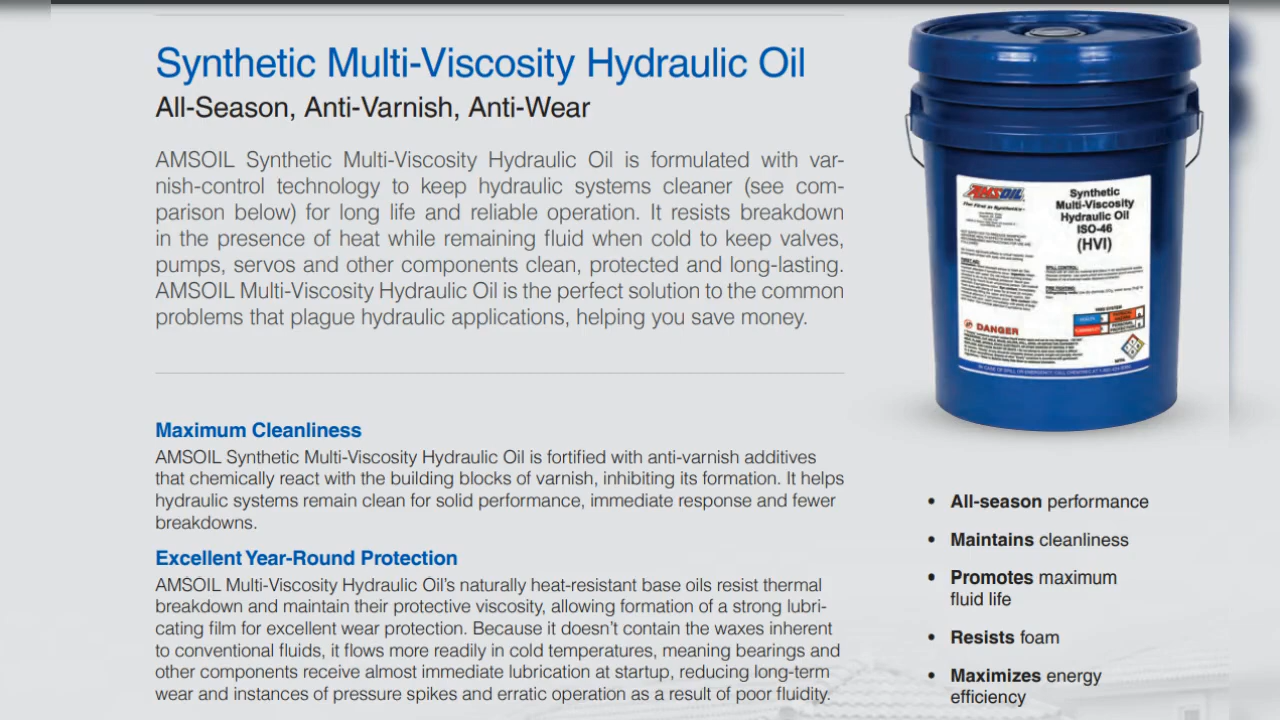 Synthetic Multi-Viscosity Hydraulic Oil
All-Season, Anti-Varnish, Anti-Wear
AMSOIL Synthetic Multi-Viscosity Hydraulic Oil is formulated with var-
nish-control technology to keep hydraulic systems cleaner (see com-
parison below) for long life and reliable operation. It resists breakdown
in the presence of heat while remaining fluid when cold to keep valves,
pumps, servos and other components clean, protected and long-lasting.
AMSOIL Multi-Viscosity Hydraulic Oil is the perfect solution to the common
problems that plague hydraulic applications, helping you save money.
Maximum Cleanliness
AMSOIL Synthetic Multi-Viscosity Hydraulic Oil is fortified with anti-varnish additives
that chemically react with the building blocks of varnish, inhibiting its formation. It helps
hydraulic systems remain clean for solid performance, immediate response and fewer
breakdowns.
Excellent Year-Round Protection
AMSOIL Multi-Viscosity Hydraulic Oil's naturally heat-resistant base oils resist thermal
breakdown and maintain their protective viscosity, allowing formation of a strong lubri-
cating film for excellent wear protection. Because it doesn't contain the waxes inherent
to conventional fluids, it flows more readily in cold temperatures, meaning bearings and
other components receive almost immediate lubrication at startup, reducing long-term
wear and instances of pressure spikes and erratic operation as a result of poor fluidity.
AMSOIL
The First in Synthetics
Synthetic
Multi-Viscosity
Hydraulic Oil
ISO-46
(HVI)
DANGER
• All-season performance
• Maintains cleanliness
• Promotes maximum
fluid life
• Resists foam
• Maximizes energy
efficiency